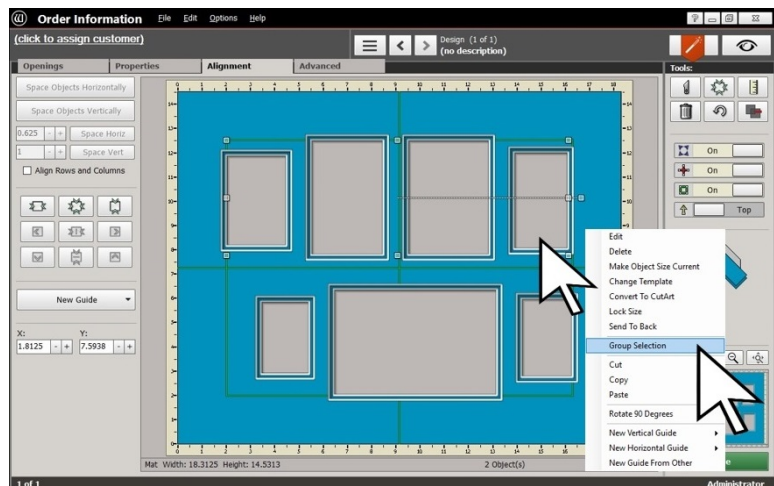 Order Information
File Edit Options Help
(click to assign customer)
Design (1 of 1)
(no description)
Openings Properties Alignment Advanced
Tools:
Space Objects Horizontally
Space Objects Vertically
0.625 - + Space Horiz
1 - + Space Vert
Align Rows and Columns
On
On
On
Top
New Guide
X: Y:
1.8125 - + 7.5938 - +
Edit
Delete
Make Object Size Current
Change Template
Convert To CutArt
Lock Size
Send To Back
Group Selection
Cut
Copy
Paste
Rotate 90 Degrees
New Vertical Guide
New Horizontal Guide
New Guide From Other
Mat Width: 18.3125 Height: 14.5313
2 Object(s)
1 of 1
Administrator